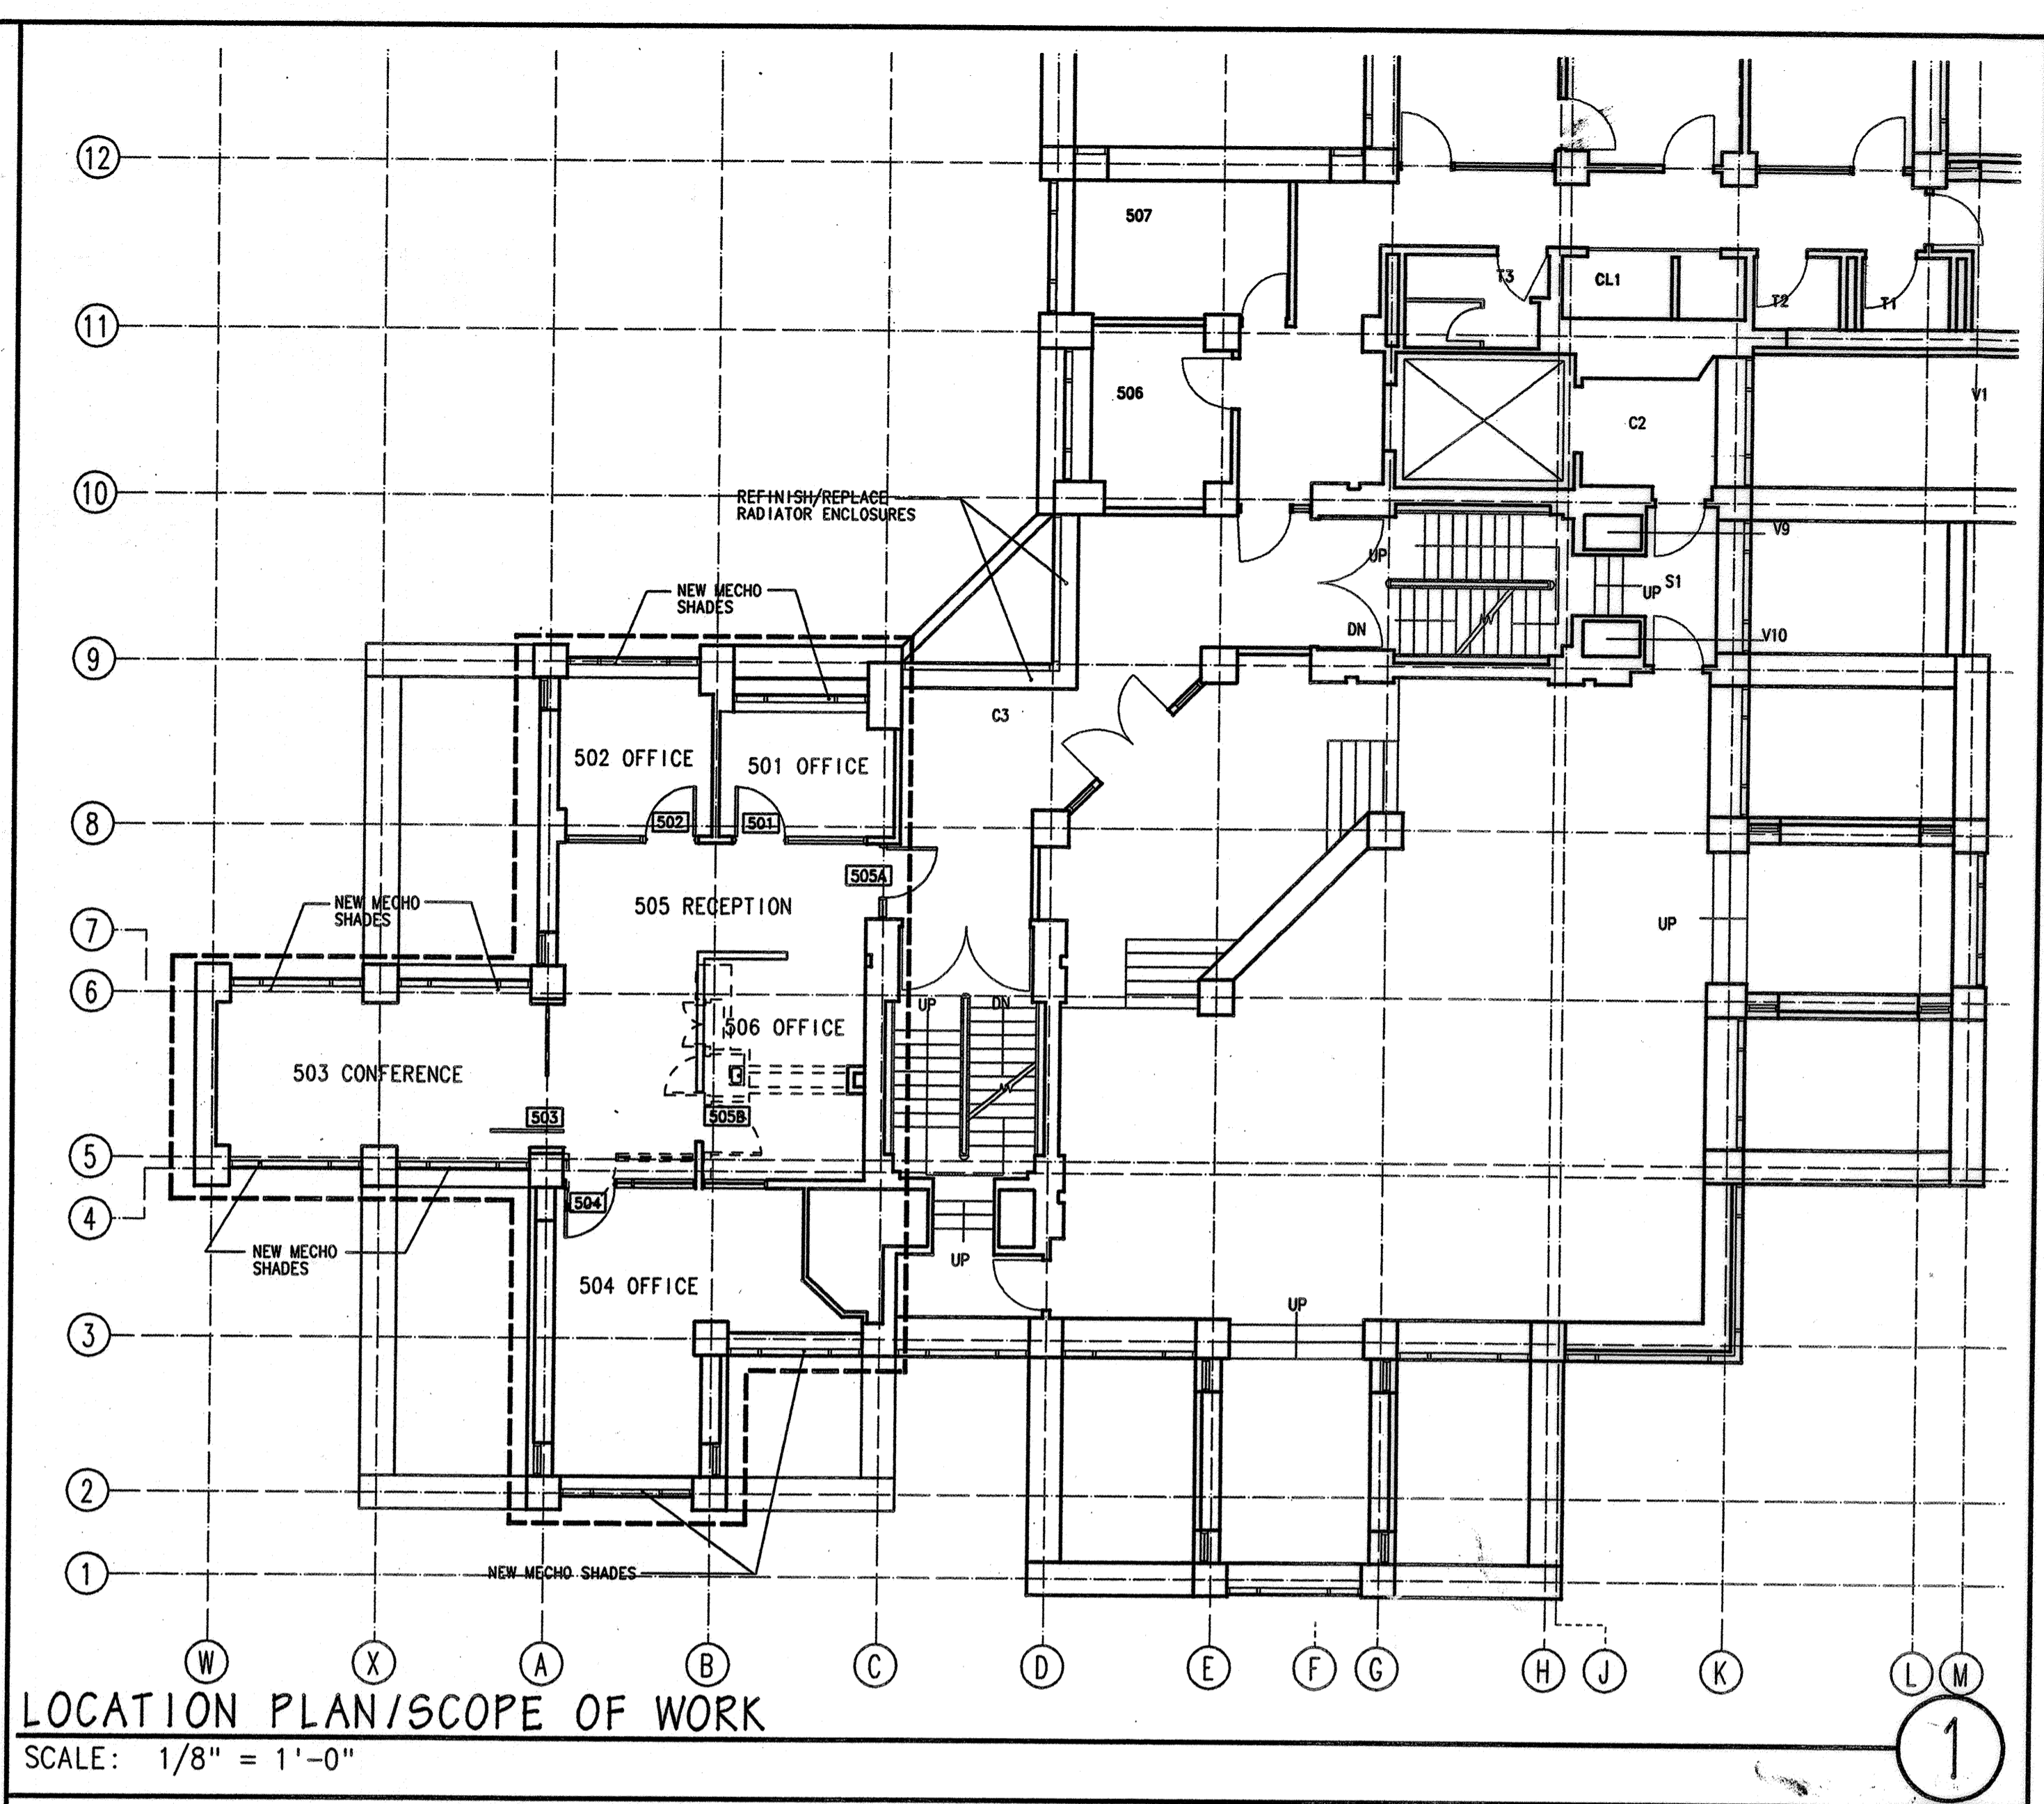 12
507
T3
CL1
T2
T1
11
506
V1
C2
10
REFINISH/REPLACE
RADIATOR ENCLOSURES
V9
UP
S1
UP
NEW MECHO
SHADES
DN
V10
9
C3
502 OFFICE
501 OFFICE
8
502
501
505A
NEW MECHO
SHADES
505 RECEPTION
UP
7
6
UP
DN
506 OFFICE
503 CONFERENCE
503
505B
5
504
4
NEW MECHO
SHADES
UP
504 OFFICE
UP
3
2
1
NEW MECHO SHADES
W
X
A
B
C
D
E
F
G
H
J
K
L
M
LOCATION PLAN/SCOPE OF WORK
SCALE: 1/8" = 1'-0"
1